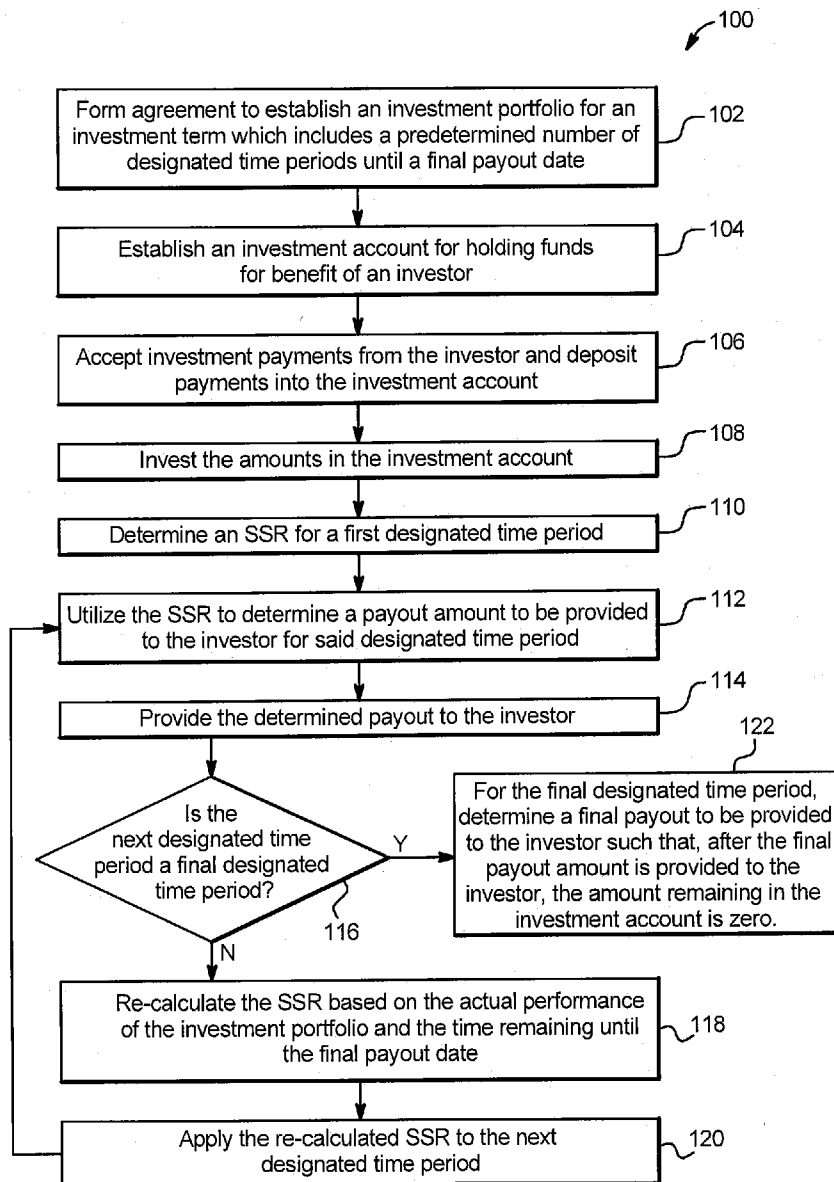 100
Form agreement to establish an investment portfolio for an
investment term which includes a predetermined number of
designated time periods until a final payout date
102
Establish an investment account for holding funds
for benefit of an investor
104
Accept investment payments from the investor and deposit
payments into the investment account
106
Invest the amounts in the investment account
108
Determine an SSR for a first designated time period
110
Utilize the SSR to determine a payout amount to be provided
to the investor for said designated time period
112
Provide the determined payout to the investor
114
Is the
next designated time
period a final designated
time period?
116
Y
N
122
For the final designated time period,
determine a final payout to be provided
to the investor such that, after the final
payout amount is provided to the
investor, the amount remaining in the
investment account is zero.
Re-calculate the SSR based on the actual performance
of the investment portfolio and the time remaining until
the final payout date
118
Apply the re-calculated SSR to the next
designated time period
120